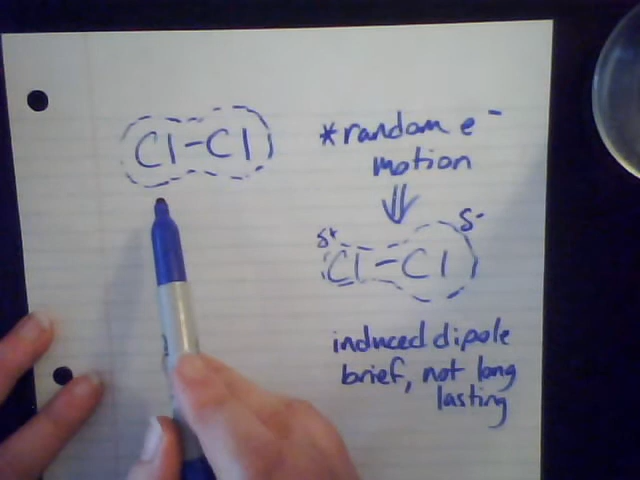 Cl-Cl
*random e⁻
motion
δ+ δ-
Cl-Cl
induced dipole
brief, not long
lasting